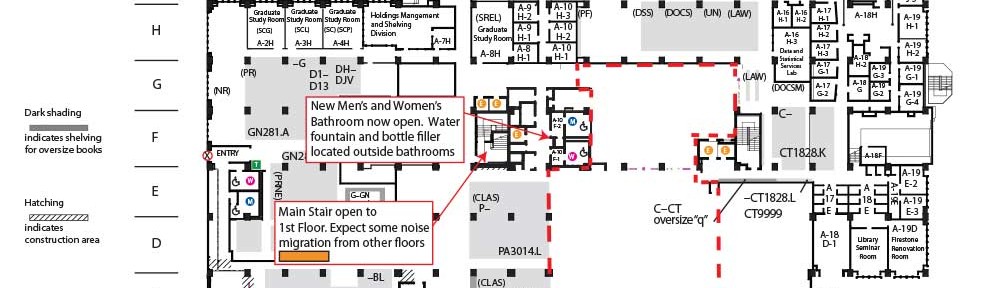 H
G
F
E
D
Dark shading
indicates shelving
for oversize books
Hatching
indicates
construction area
Graduate
Study Room
(SCG)
A-2H
Graduate
Study Room
(SCL)
A-3H
Graduate
Study Room
(SC) (SCP)
A-4H
Holdings Mangement
and Shelving
Division
A-7H
(SREL)
Graduate
Study Room
A-8H
A-9
H-2
A-9
H-1
A-8
H-1
A-10
H-3
A-10
H-2
A-10
H-1
(PF)
(DSS)
(DOCS)
(UN)
(LAW)
A-16
H-1
A-16
H-3
Data and
Statistical
Services
Lab
A-17
H-1
A-17
H-2
A-17
H-3
A-17
G-1
A-17
G-2
A-18H
A-18
H-2
A-18
G
A-19
H-1
A-19
H-2
A-19
G-3
A-19
G-2
A-19
G-1
A-19
G-4
(PR)
(NR)
–G
D1–
D13
DH–
DJV
(LAW)
(DOCSM)
New Men's and Women's
Bathroom now open. Water
fountain and bottle filler
located outside bathrooms
GN281.A
GN2
E
E
E
A-10
F-2
A-10
F-1
M
W
E
E
C–
CT1828.K
A-18F
ENTRY
T
W
M
(PRNE)
G–GN
Main Stair open to
1st Floor. Expect some noise
migration from other floors
(CLAS)
P–
PA3014.L
C–CT
oversize "q"
–CT1828.L
CT9999
A
17
E
A
18
E
A-19
E-2
A-19
E-3
A-18
D-1
Library
Seminar
Room
A-19D
Firestone
Renovation
Room
–BL
(CLAS)